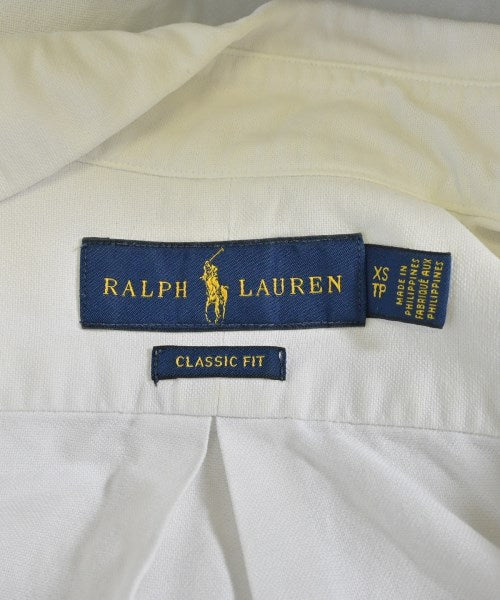 RALPH LAUREN
XS
TP
MADE IN
PHILIPPINES
FABRIQUE AUX
PHILIPPINES
CLASSIC FIT